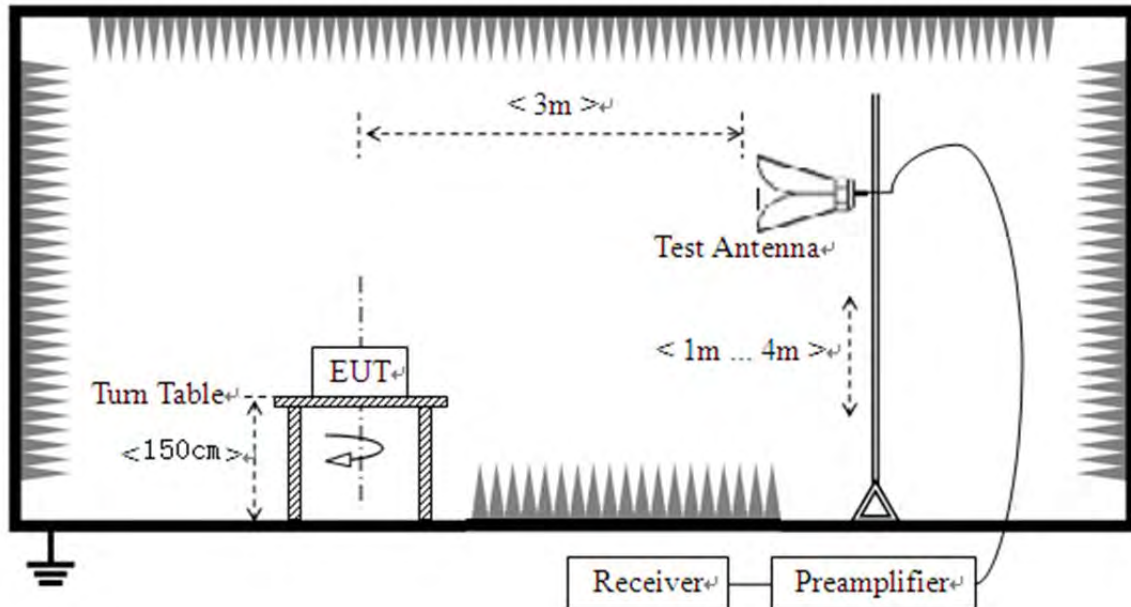 < 3m >
Test Antenna
< 1m ... 4m >
EUT
Turn Table
<150cm>
Receiver
Preamplifier